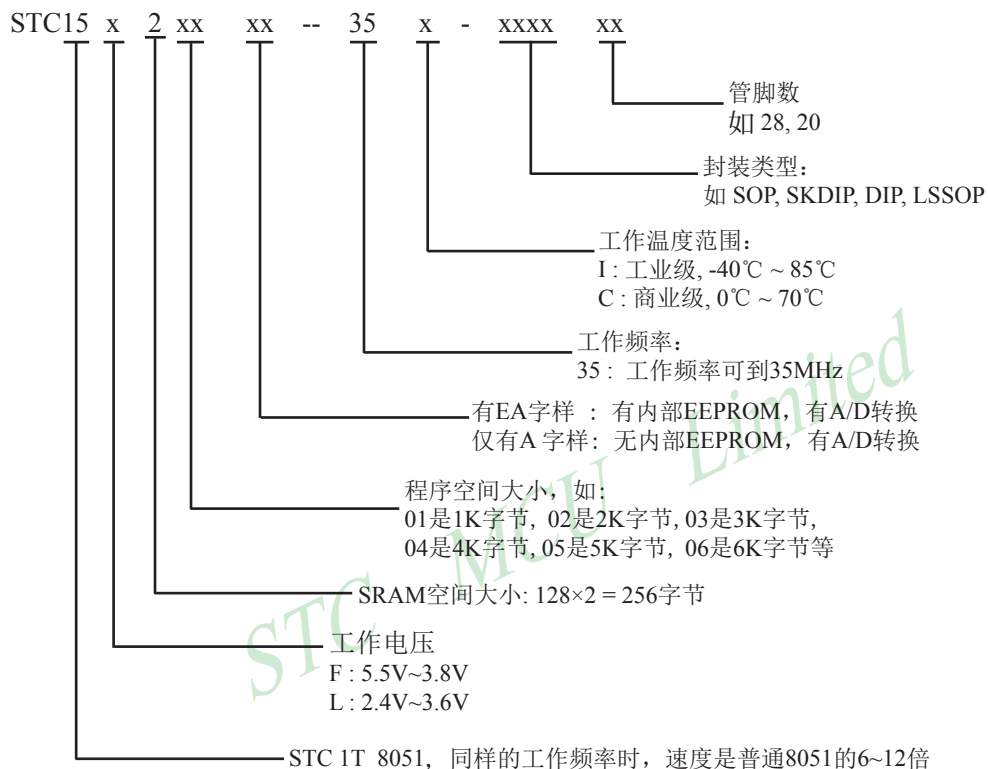 STC15 x 2 xx xx -- 35 x - xxxx xx
管脚数
如 28, 20
封装类型：
如 SOP, SKDIP, DIP, LSSOP
工作温度范围：
I : 工业级, -40℃ ~ 85℃
C : 商业级, 0℃ ~ 70℃
工作频率：
35 : 工作频率可到35MHz
有EA字样 : 有内部EEPROM，有A/D转换
仅有A 字样: 无内部EEPROM，有A/D转换
程序空间大小，如:
01是1K字节, 02是2K字节, 03是3K字节,
04是4K字节, 05是5K字节, 06是6K字节等
SRAM空间大小: 128×2 = 256字节
工作电压
F : 5.5V~3.8V
L : 2.4V~3.6V
STC 1T 8051, 同样的工作频率时，速度是普通8051的6~12倍
STC MCU Limited